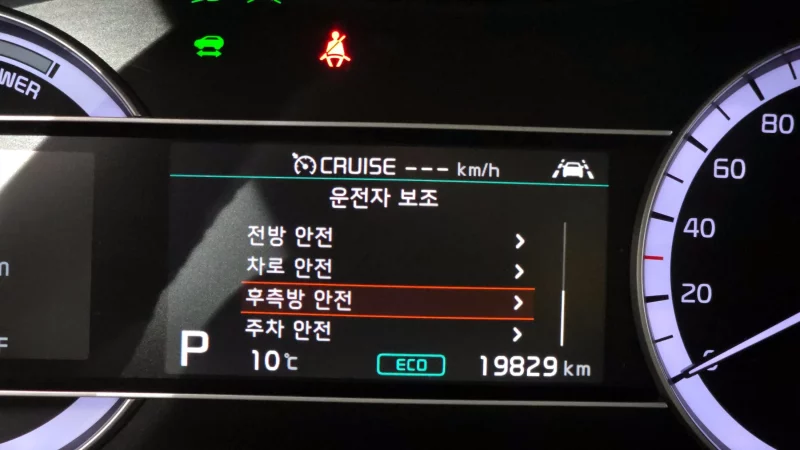 WER
CRUISE --- km/h
운전자 보조
전방 안전
차로 안전
후측방 안전
주차 안전
P
10℃
ECO
19829 km
80
60
40
20
0